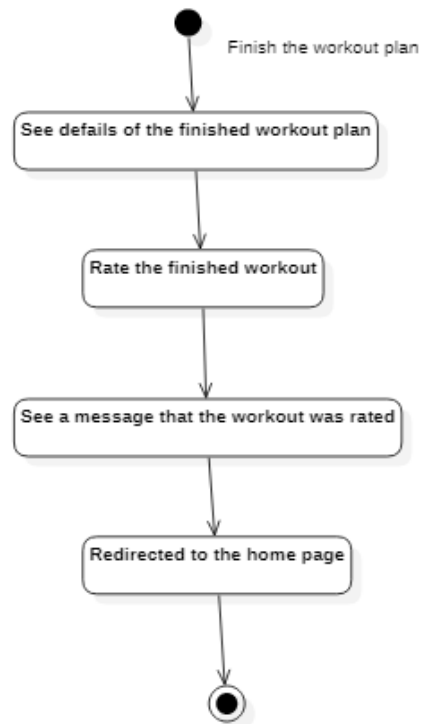 Finish the workout plan
See defails of the finished workout plan
Rate the finished workout
See a message that the workout was rated
Redirected to the home page